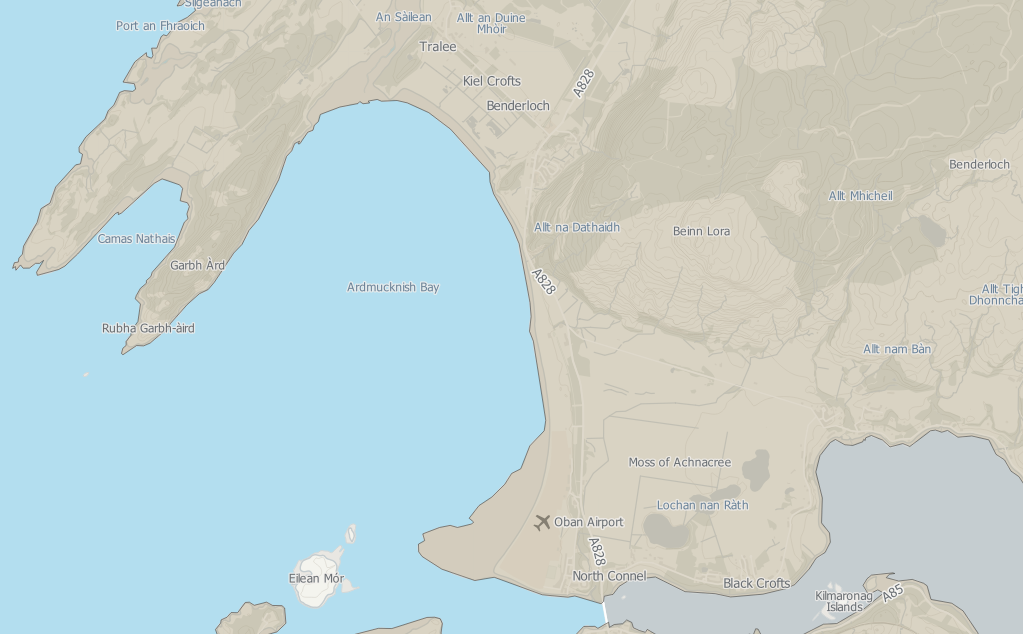 Sligeanach
Port an Fhraoich
An Sàilean
Allt an Duine
Mhòir
Tralee
Kiel Crofts
A828
Benderloch
Benderloch
Allt Mhicheil
Camas Nathais
Allt na Dathaidh
Beinn Lora
Garbh Àrd
A828
Ardmucknish Bay
Allt Tigh
Dhonncha
Rubha Garbh-àird
Allt nam Bàn
Moss of Achnacree
Lochan nan Ràth
Oban Airport
A828
Eilean Mór
North Connel
Black Crofts
Kilmaronag
Islands
A85